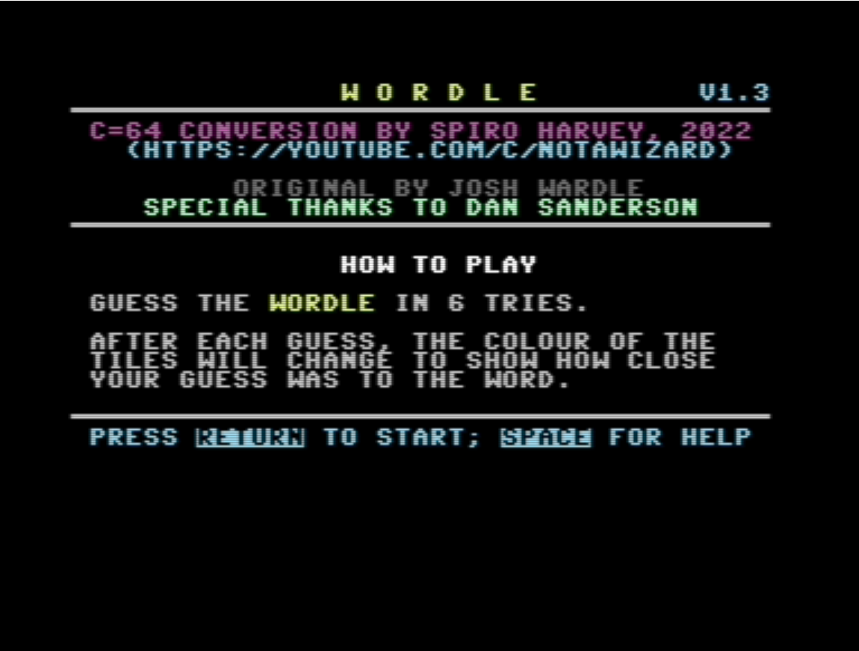 W O R D L E V1.3
C=64 CONVERSION BY SPIRO HARVEY, 2022
(HTTPS://YOUTUBE.COM/C/NOTAWIZARD)
ORIGINAL BY JOSH WARDLE
SPECIAL THANKS TO DAN SANDERSON
HOW TO PLAY
GUESS THE WORDLE IN 6 TRIES.
AFTER EACH GUESS, THE COLOUR OF THE
TILES WILL CHANGE TO SHOW HOW CLOSE
YOUR GUESS WAS TO THE WORD.
PRESS RETURN TO START; SPACE FOR HELP